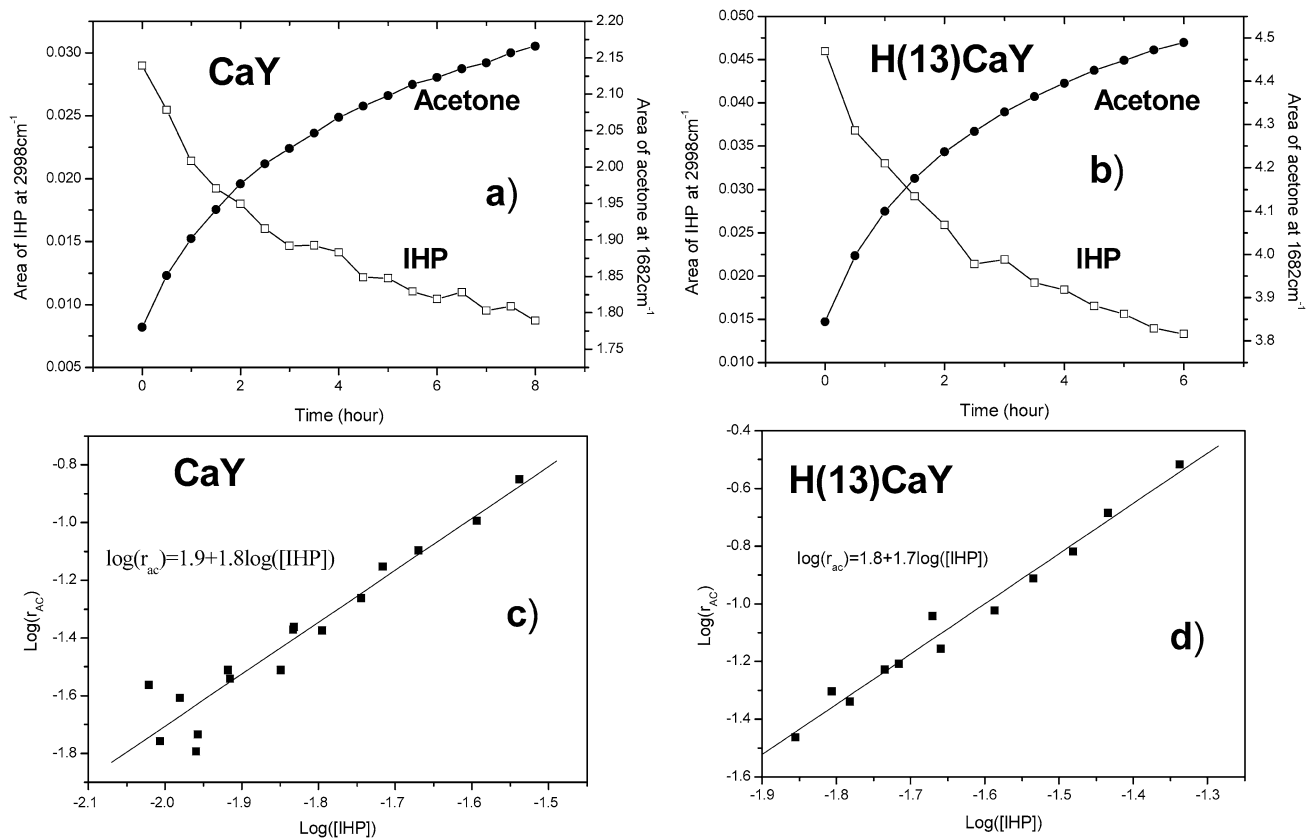 CaY
Acetone
a)
IHP
0.030
0.025
0.020
0.015
0.010
0.005
2.20
2.15
2.10
2.05
2.00
1.95
1.90
1.85
1.80
1.75
0 2 4 6 8
Time (hour)
Area of IHP at 2998cm-1
Area of acetone at 1682cm-1
H(13)CaY
Acetone
b)
IHP
0.050
0.045
0.040
0.035
0.030
0.025
0.020
0.015
0.010
4.5
4.4
4.3
4.2
4.1
4.0
3.9
3.8
0 2 4 6
Time (hour)
Area of IHP at 2998cm-1
Area of acetone at 1682cm-1
CaY
log(rac)=1.9+1.8log([IHP])
c)
-0.8
-1.0
-1.2
-1.4
-1.6
-1.8
-2.1 -2.0 -1.9 -1.8 -1.7 -1.6 -1.5
Log([IHP])
Log(rAC)
H(13)CaY
log(rac)=1.8+1.7log([IHP])
d)
-0.4
-0.6
-0.8
-1.0
-1.2
-1.4
-1.6
-1.9 -1.8 -1.7 -1.6 -1.5 -1.4 -1.3
Log([IHP])
Log(rAC)